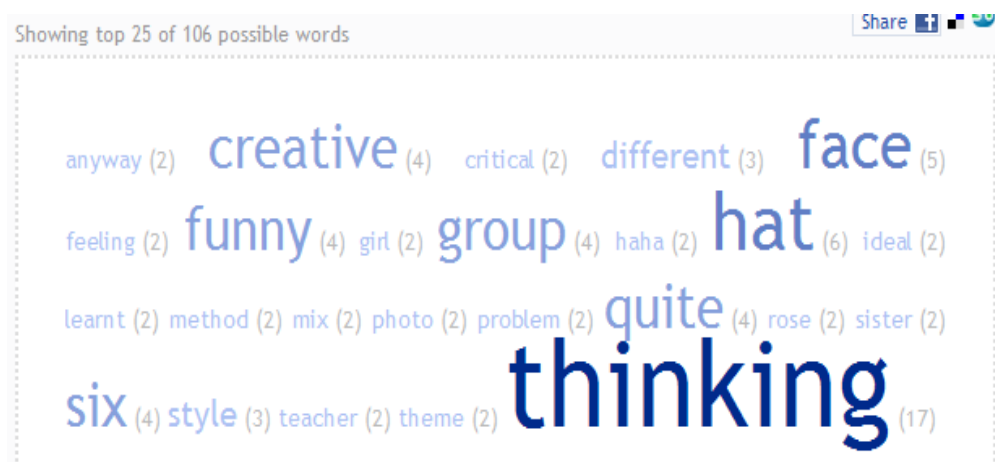 Showing top 25 of 106 possible words
Share
anyway (2) creative (4) critical (2) different (3) face (5)
feeling (2) funny (4) girl (2) group (4) haha (2) hat (6) ideal (2)
learnt (2) method (2) mix (2) photo (2) problem (2) quite (4) rose (2) sister (2)
six (4) style (3) teacher (2) theme (2) thinking (17)